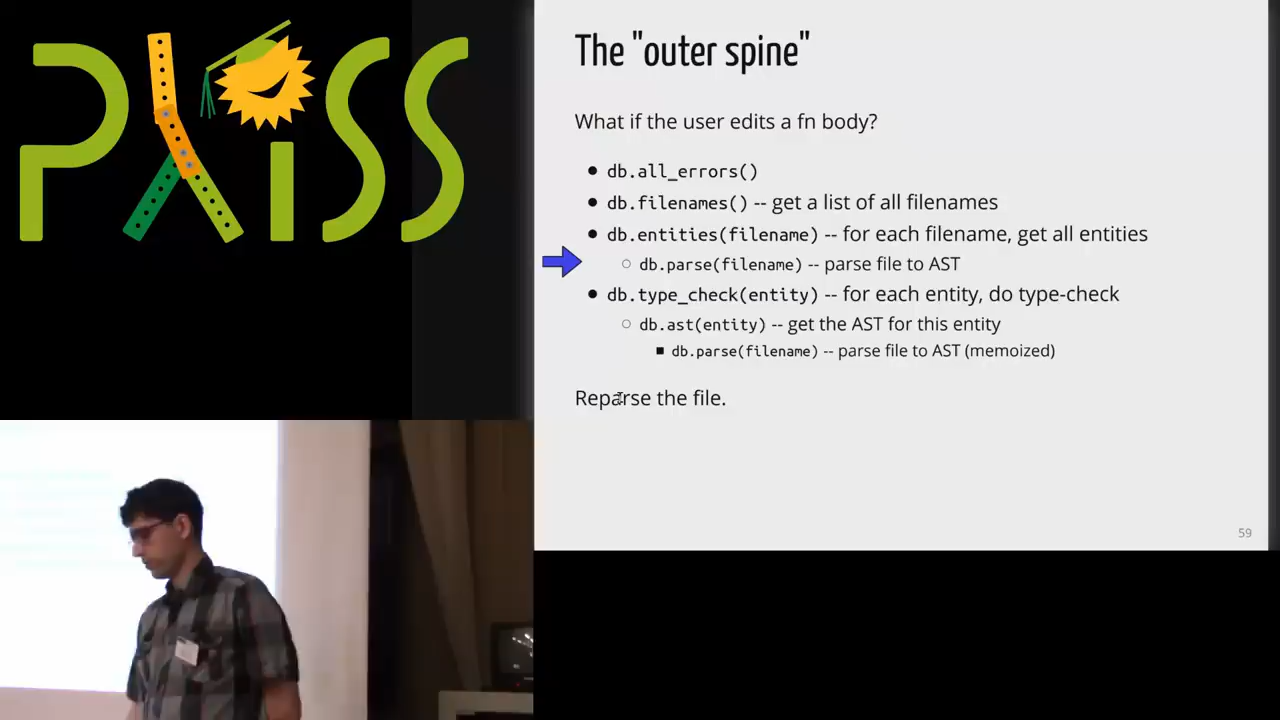 PLISS
The "outer spine"
What if the user edits a fn body?
● db.all_errors()
● db.filenames() -- get a list of all filenames
● db.entities(filename) -- for each filename, get all entities
○ db.parse(filename) -- parse file to AST
● db.type_check(entity) -- for each entity, do type-check
○ db.ast(entity) -- get the AST for this entity
■ db.parse(filename) -- parse file to AST (memoized)
Reparse the file.
59